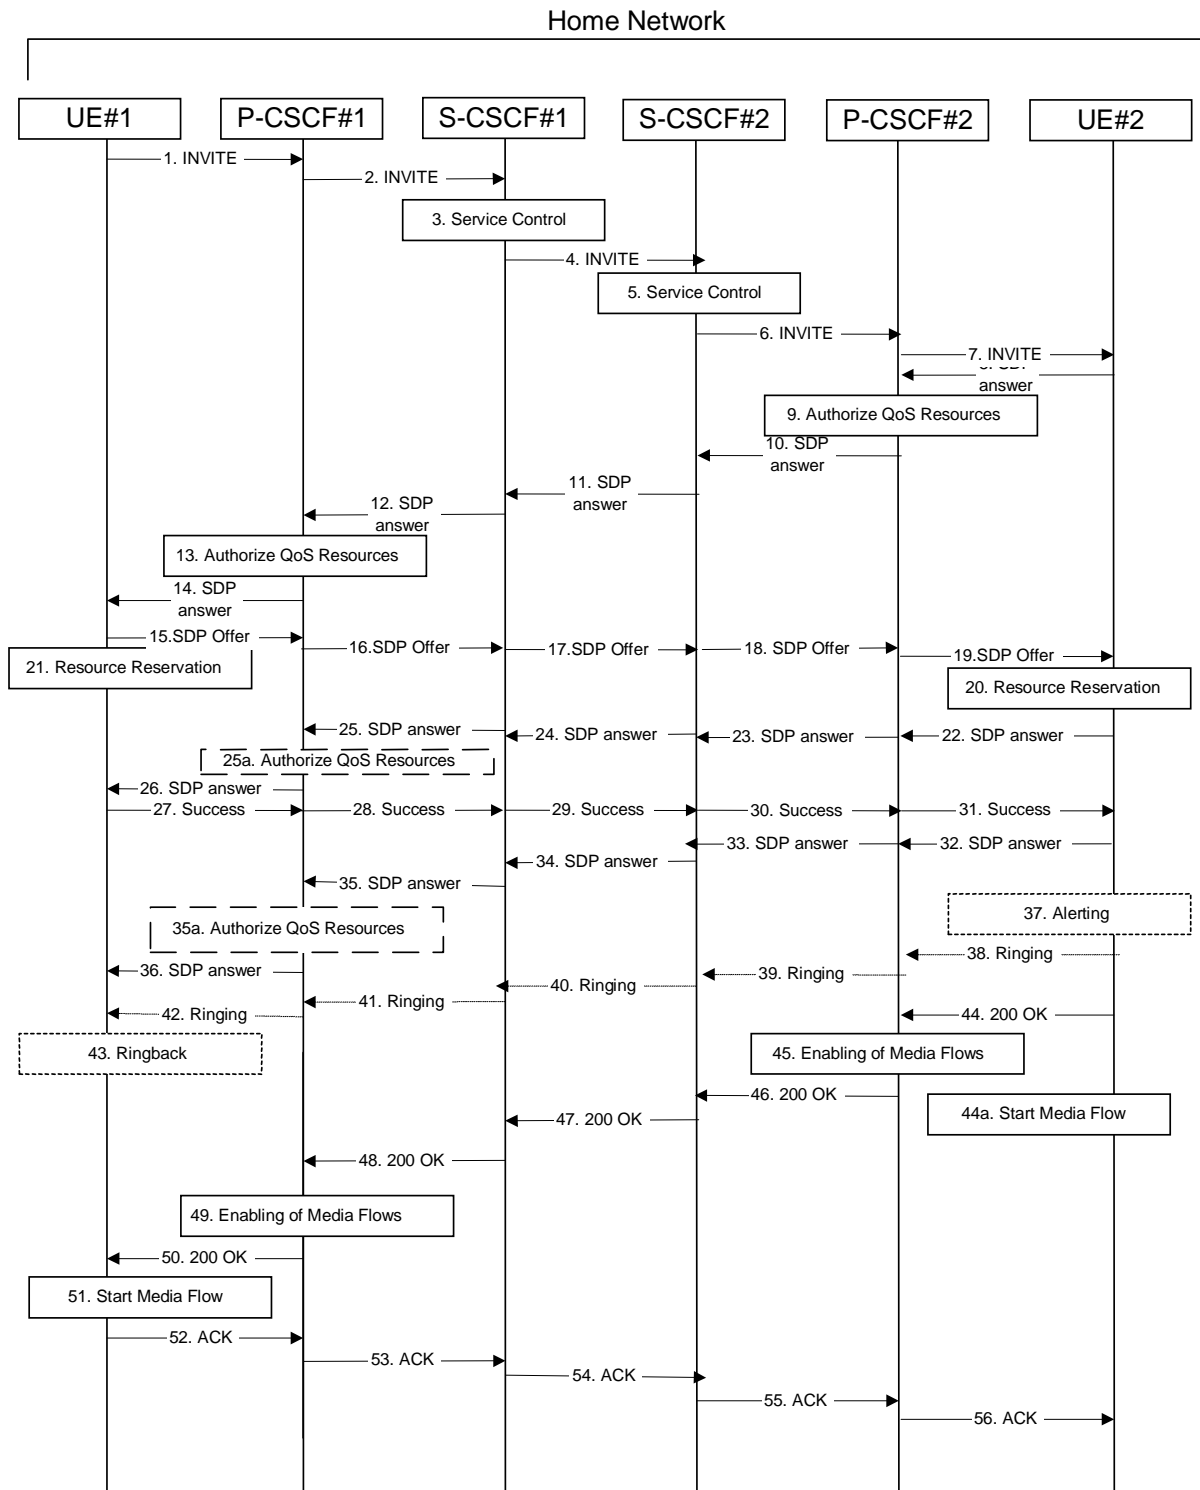 Home Network
UE#1
P-CSCF#1
S-CSCF#1
S-CSCF#2
P-CSCF#2
UE#2
1. INVITE
2. INVITE
3. Service Control
4. INVITE
5. Service Control
6. INVITE
7. INVITE
SDP
answer
9. Authorize QoS Resources
10. SDP
answer
11. SDP
answer
12. SDP
answer
13. Authorize QoS Resources
14. SDP
answer
15.SDP Offer
16.SDP Offer
17.SDP Offer
18. SDP Offer
19.SDP Offer
21. Resource Reservation
20. Resource Reservation
25. SDP answer
24. SDP answer
23. SDP answer
22. SDP answer
25a. Authorize QoS Resources
26. SDP answer
27. Success
28. Success
29. Success
30. Success
31. Success
33. SDP answer
32. SDP answer
34. SDP answer
35. SDP answer
35a. Authorize QoS Resources
37. Alerting
36. SDP answer
38. Ringing
39. Ringing
40. Ringing
41. Ringing
42. Ringing
44. 200 OK
43. Ringback
45. Enabling of Media Flows
46. 200 OK
44a. Start Media Flow
47. 200 OK
48. 200 OK
49. Enabling of Media Flows
50. 200 OK
51. Start Media Flow
52. ACK
53. ACK
54. ACK
55. ACK
56. ACK